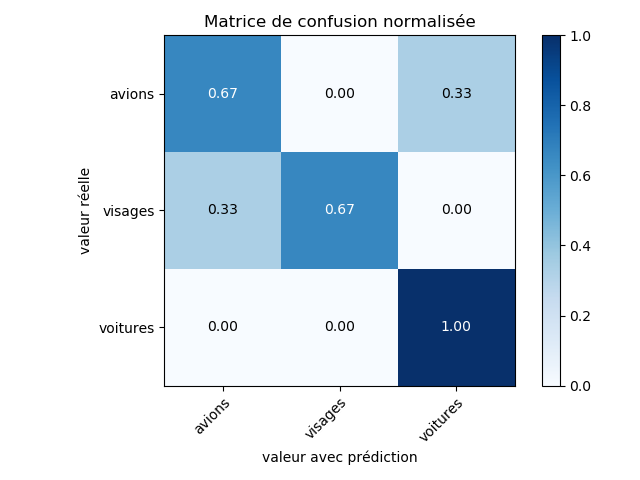 Matrice de confusion normalisée
1.0
avions 0.67 0.00 0.33
0.8
0.6
valeur réelle
visages 0.33 0.67 0.00
0.4
0.2
voitures 0.00 0.00 1.00
0.0
avions visages voitures
valeur avec prédiction